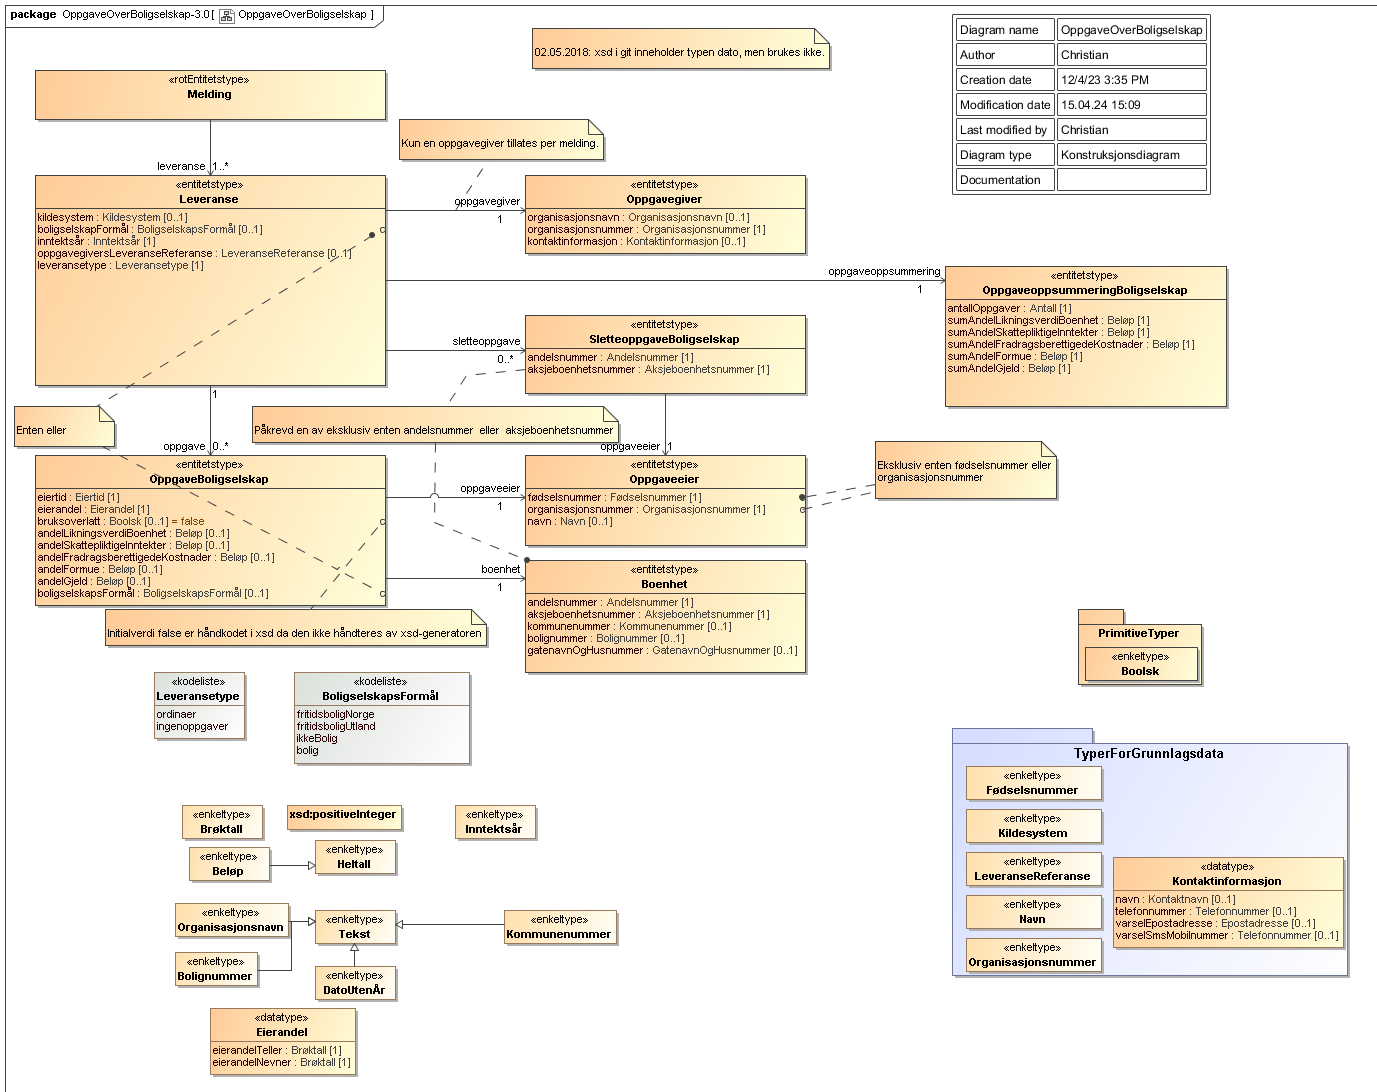 package OppgaveOverBoligselskap-3.0[ OppgaveOverBoligselskap ]
02.05.2018: xsd i git inneholder typen dato, men brukes ikke.
Diagram name OppgaveOverBoligselskap
Author Christian
Creation date 12/4/23 3:35 PM
Modification date 15.04.24 15:09
Last modified by Christian
Diagram type Konstruksjonsdiagram
Documentation
«rotEntitetstype»
Melding
leveranse 1..*
Kun en oppgavegiver tillates per melding.
«entitetstype»
Leveranse
kildesystem : Kildesystem [0..1]
boligselskapFormål : BoligselskapsFormål [0..1]
inntektsår : Inntektsår [1]
oppgavegiversLeveranseReferanse : LeveranseReferanse [0..1]
leveransetype : Leveransetype [1]
oppgavegiver
1
«entitetstype»
Oppgavegiver
organisasjonsnavn : Organisasjonsnavn [0..1]
organisasjonsnummer : Organisasjonsnummer [1]
kontaktinformasjon : Kontaktinformasjon [0..1]
oppgaveoppsummering
1
«entitetstype»
OppgaveoppsummeringBoligselskap
antallOppgaver : Antall [1]
sumAndelLikningsverdiBoenhet : Beløp [1]
sumAndelSkattepliktigeInntekter : Beløp [1]
sumAndelFradragsberettigedeKostnader : Beløp [1]
sumAndelFormue : Beløp [1]
sumAndelGjeld : Beløp [1]
sletteoppgave
0..*
«entitetstype»
SletteoppgaveBoligselskap
andelsnummer : Andelsnummer [1]
aksjeboenhetsnummer : Aksjeboenhetsnummer [1]
1
Enten eller
Påkrevd en av eksklusiv enten andelsnummer eller aksjeboenhetsnummer
oppgave 0..*
oppgaveeier 1
Eksklusiv enten fødselsnummer eller
organisasjonsnummer
«entitetstype»
OppgaveBoligselskap
eiertid : Eiertid [1]
eierandel : Eierandel [1]
bruksoverlatt : Boolsk [0..1] = false
andelLikningsverdiBoenhet : Beløp [0..1]
andelSkattepliktigeInntekter : Beløp [0..1]
andelFradragsberettigedeKostnader : Beløp [0..1]
andelFormue : Beløp [0..1]
andelGjeld : Beløp [0..1]
boligselskapsFormål : BoligselskapsFormål [0..1]
oppgaveeier
1
«entitetstype»
Oppgaveeier
fødselsnummer : Fødselsnummer [1]
organisasjonsnummer : Organisasjonsnummer [1]
navn : Navn [0..1]
boenhet
1
«entitetstype»
Boenhet
andelsnummer : Andelsnummer [1]
aksjeboenhetsnummer : Aksjeboenhetsnummer [1]
kommunenummer : Kommunenummer [0..1]
bolignummer : Bolignummer [0..1]
gatenavnOgHusnummer : GatenavnOgHusnummer [0..1]
Initialverdi false er håndkodet i xsd da den ikke håndteres av xsd-generatoren
PrimitiveTyper
«enkeltype»
Boolsk
«kodeliste»
Leveransetype
ordinaer
ingenoppgaver
«kodeliste»
BoligselskapsFormål
fritidsboligNorge
fritidsboligUtland
ikkeBolig
bolig
TyperForGrunnlagsdata
«enkeltype»
Fødselsnummer
«enkeltype»
Kildesystem
«enkeltype»
LeveranseReferanse
«enkeltype»
Navn
«enkeltype»
Organisasjonsnummer
«datatype»
Kontaktinformasjon
navn : Kontaktnavn [0..1]
telefonnummer : Telefonnummer [0..1]
varselEpostadresse : Epostadresse [0..1]
varselSmsMobilnummer : Telefonnummer [0..1]
«enkeltype»
Brøktall
xsd:positiveInteger
«enkeltype»
Inntektsår
«enkeltype»
Beløp
«enkeltype»
Heltall
«enkeltype»
Organisasjonsnavn
«enkeltype»
Tekst
«enkeltype»
Kommunenummer
«enkeltype»
Bolignummer
«enkeltype»
DatoUtenÅr
«datatype»
Eierandel
eierandelTeller : Brøktall [1]
eierandelNevner : Brøktall [1]